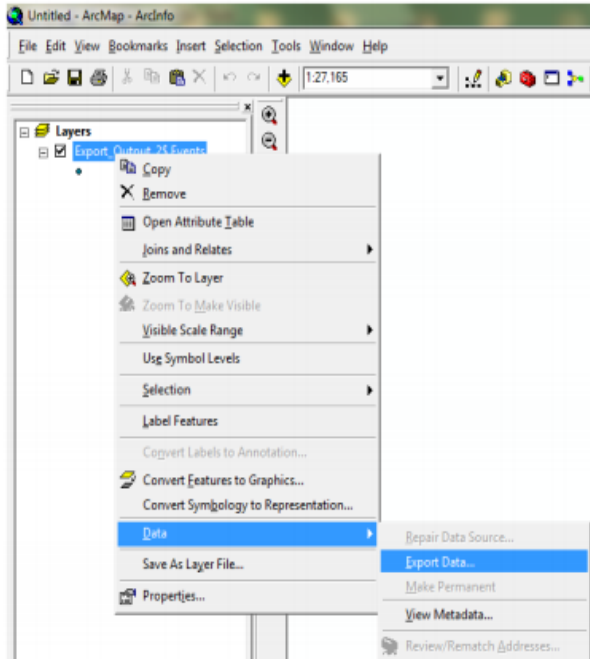 Untitled - ArcMap - ArcInfo
File Edit View Bookmarks Insert Selection Tools Window Help
1:27,165
Layers
Export_Output_2$ Events
Copy
Remove
Open Attribute Table
Joins and Relates
Zoom To Layer
Zoom To Make Visible
Visible Scale Range
Use Symbol Levels
Selection
Label Features
Convert Labels to Annotation...
Convert Features to Graphics...
Convert Symbology to Representation...
Data
Repair Data Source...
Export Data...
Save As Layer File...
Make Permanent
Properties...
View Metadata...
Review/Rematch Addresses...